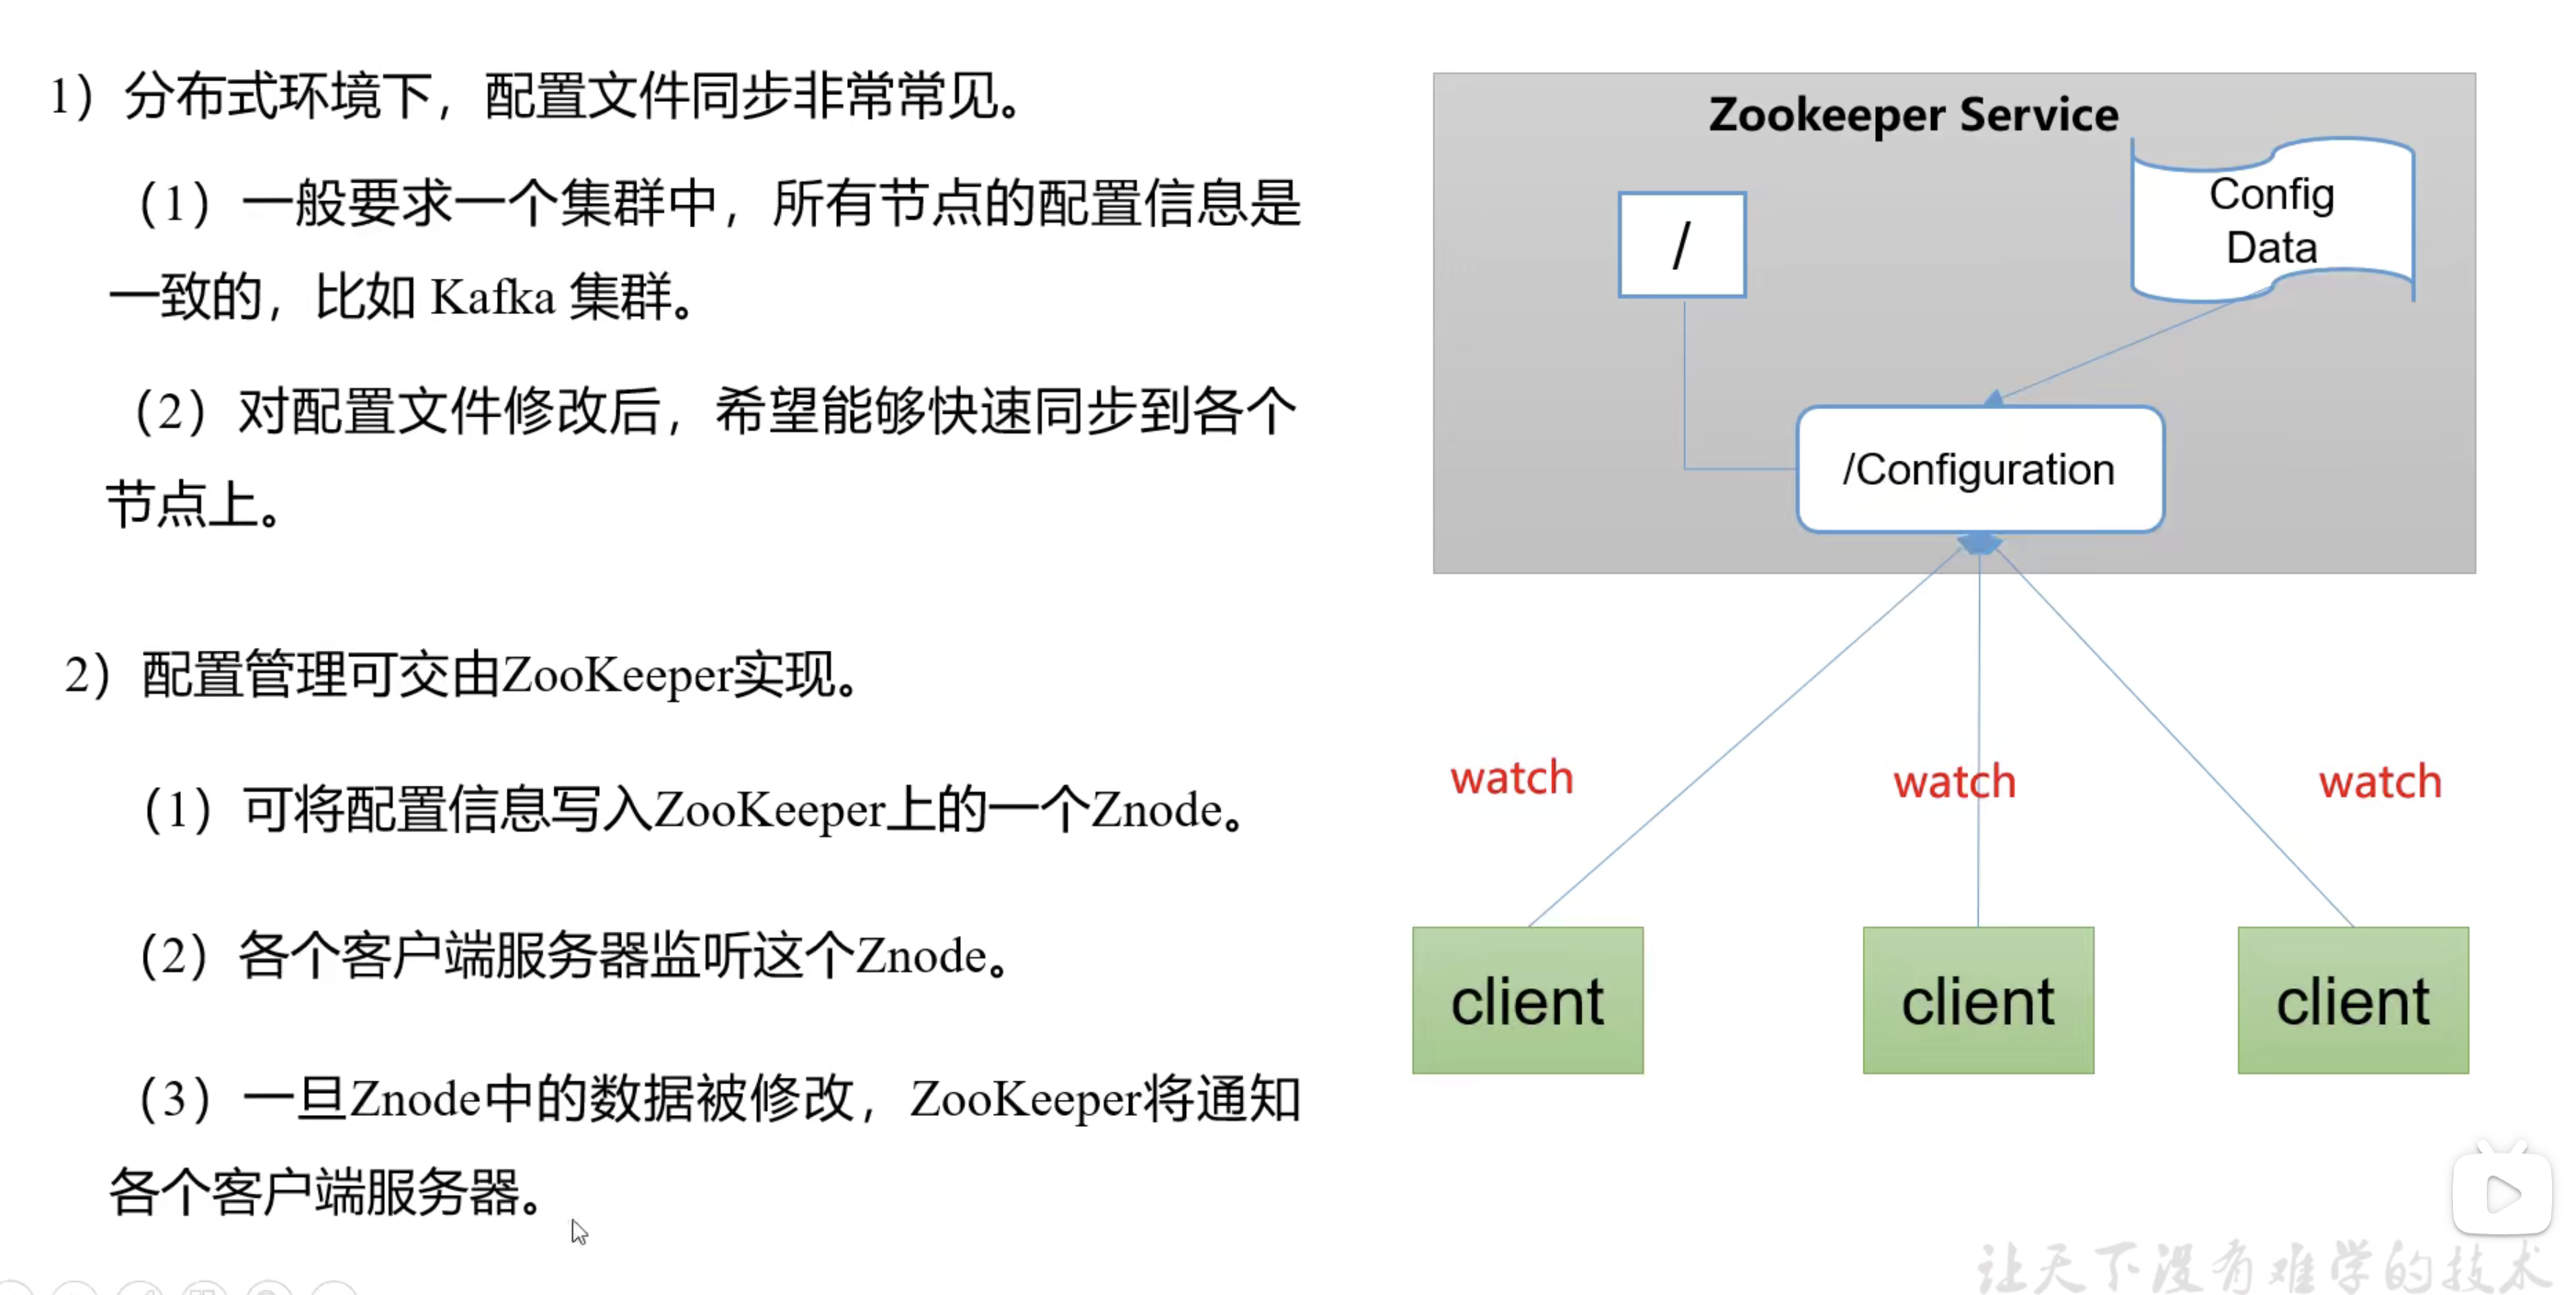 1）分布式环境下，配置文件同步非常常见。
（1）一般要求一个集群中，所有节点的配置信息是
一致的，比如 Kafka 集群。
（2）对配置文件修改后，希望能够快速同步到各个
节点上。
2）配置管理可交由ZooKeeper实现。
（1）可将配置信息写入ZooKeeper上的一个Znode。
（2）各个客户端服务器监听这个Znode。
（3）一旦Znode中的数据被修改，ZooKeeper将通知
各个客户端服务器。
Zookeeper Service
Config
Data
/
/Configuration
watch
watch
watch
client
client
client
让天下没有难学的技术